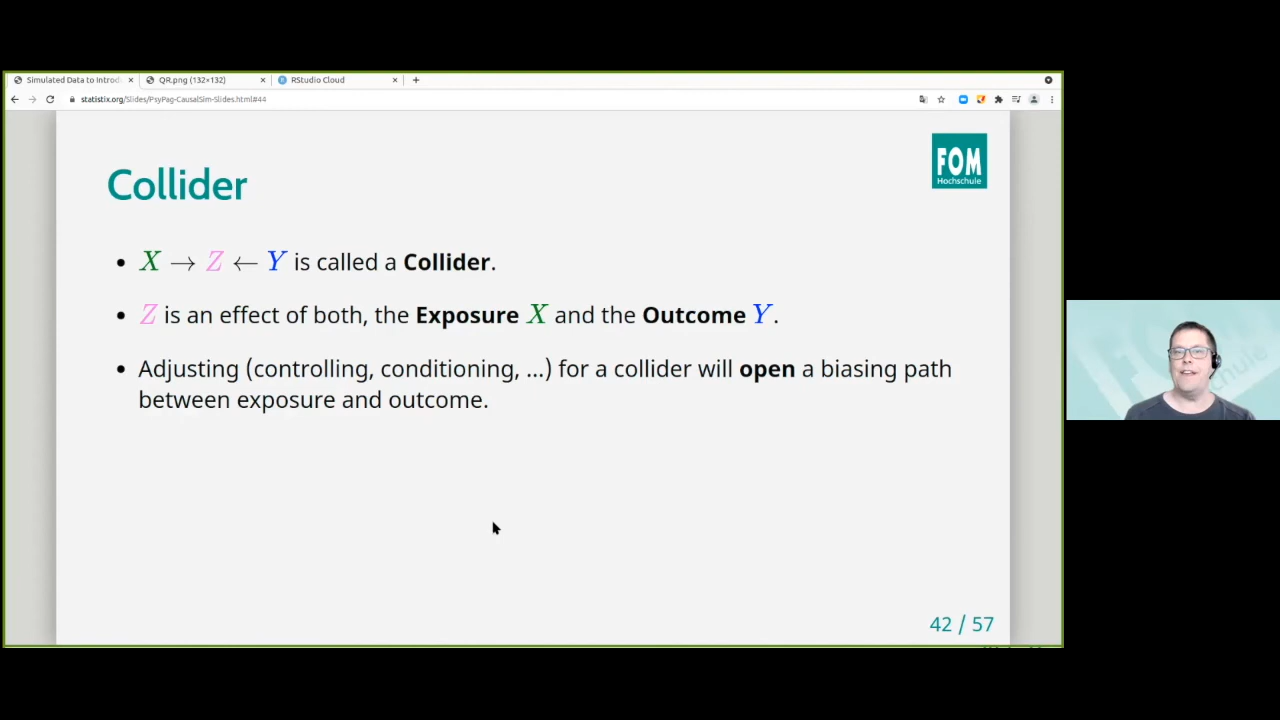 Simulated Data to Introd
QR.png (132×132)
RStudio Cloud
statistix.org/Slides/PsyPag-CausalSim-Slides.html#44
FOM
Hochschule
Collider
• X → Z ← Y is called a Collider.
• Z is an effect of both, the Exposure X and the Outcome Y.
• Adjusting (controlling, conditioning, ...) for a collider will open a biasing path
between exposure and outcome.
42 / 57